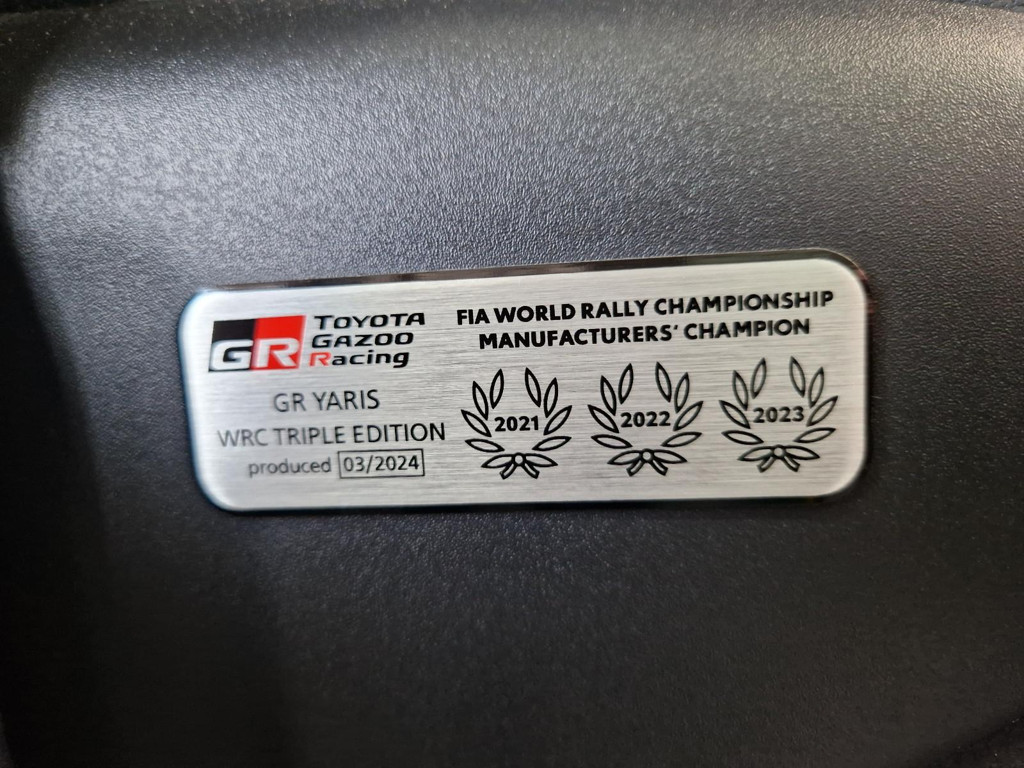 GR TOYOTA
GAZOO
Racing
GR YARIS
WRC TRIPLE EDITION
produced 03/2024
FIA WORLD RALLY CHAMPIONSHIP
MANUFACTURERS' CHAMPION
2021 2022 2023